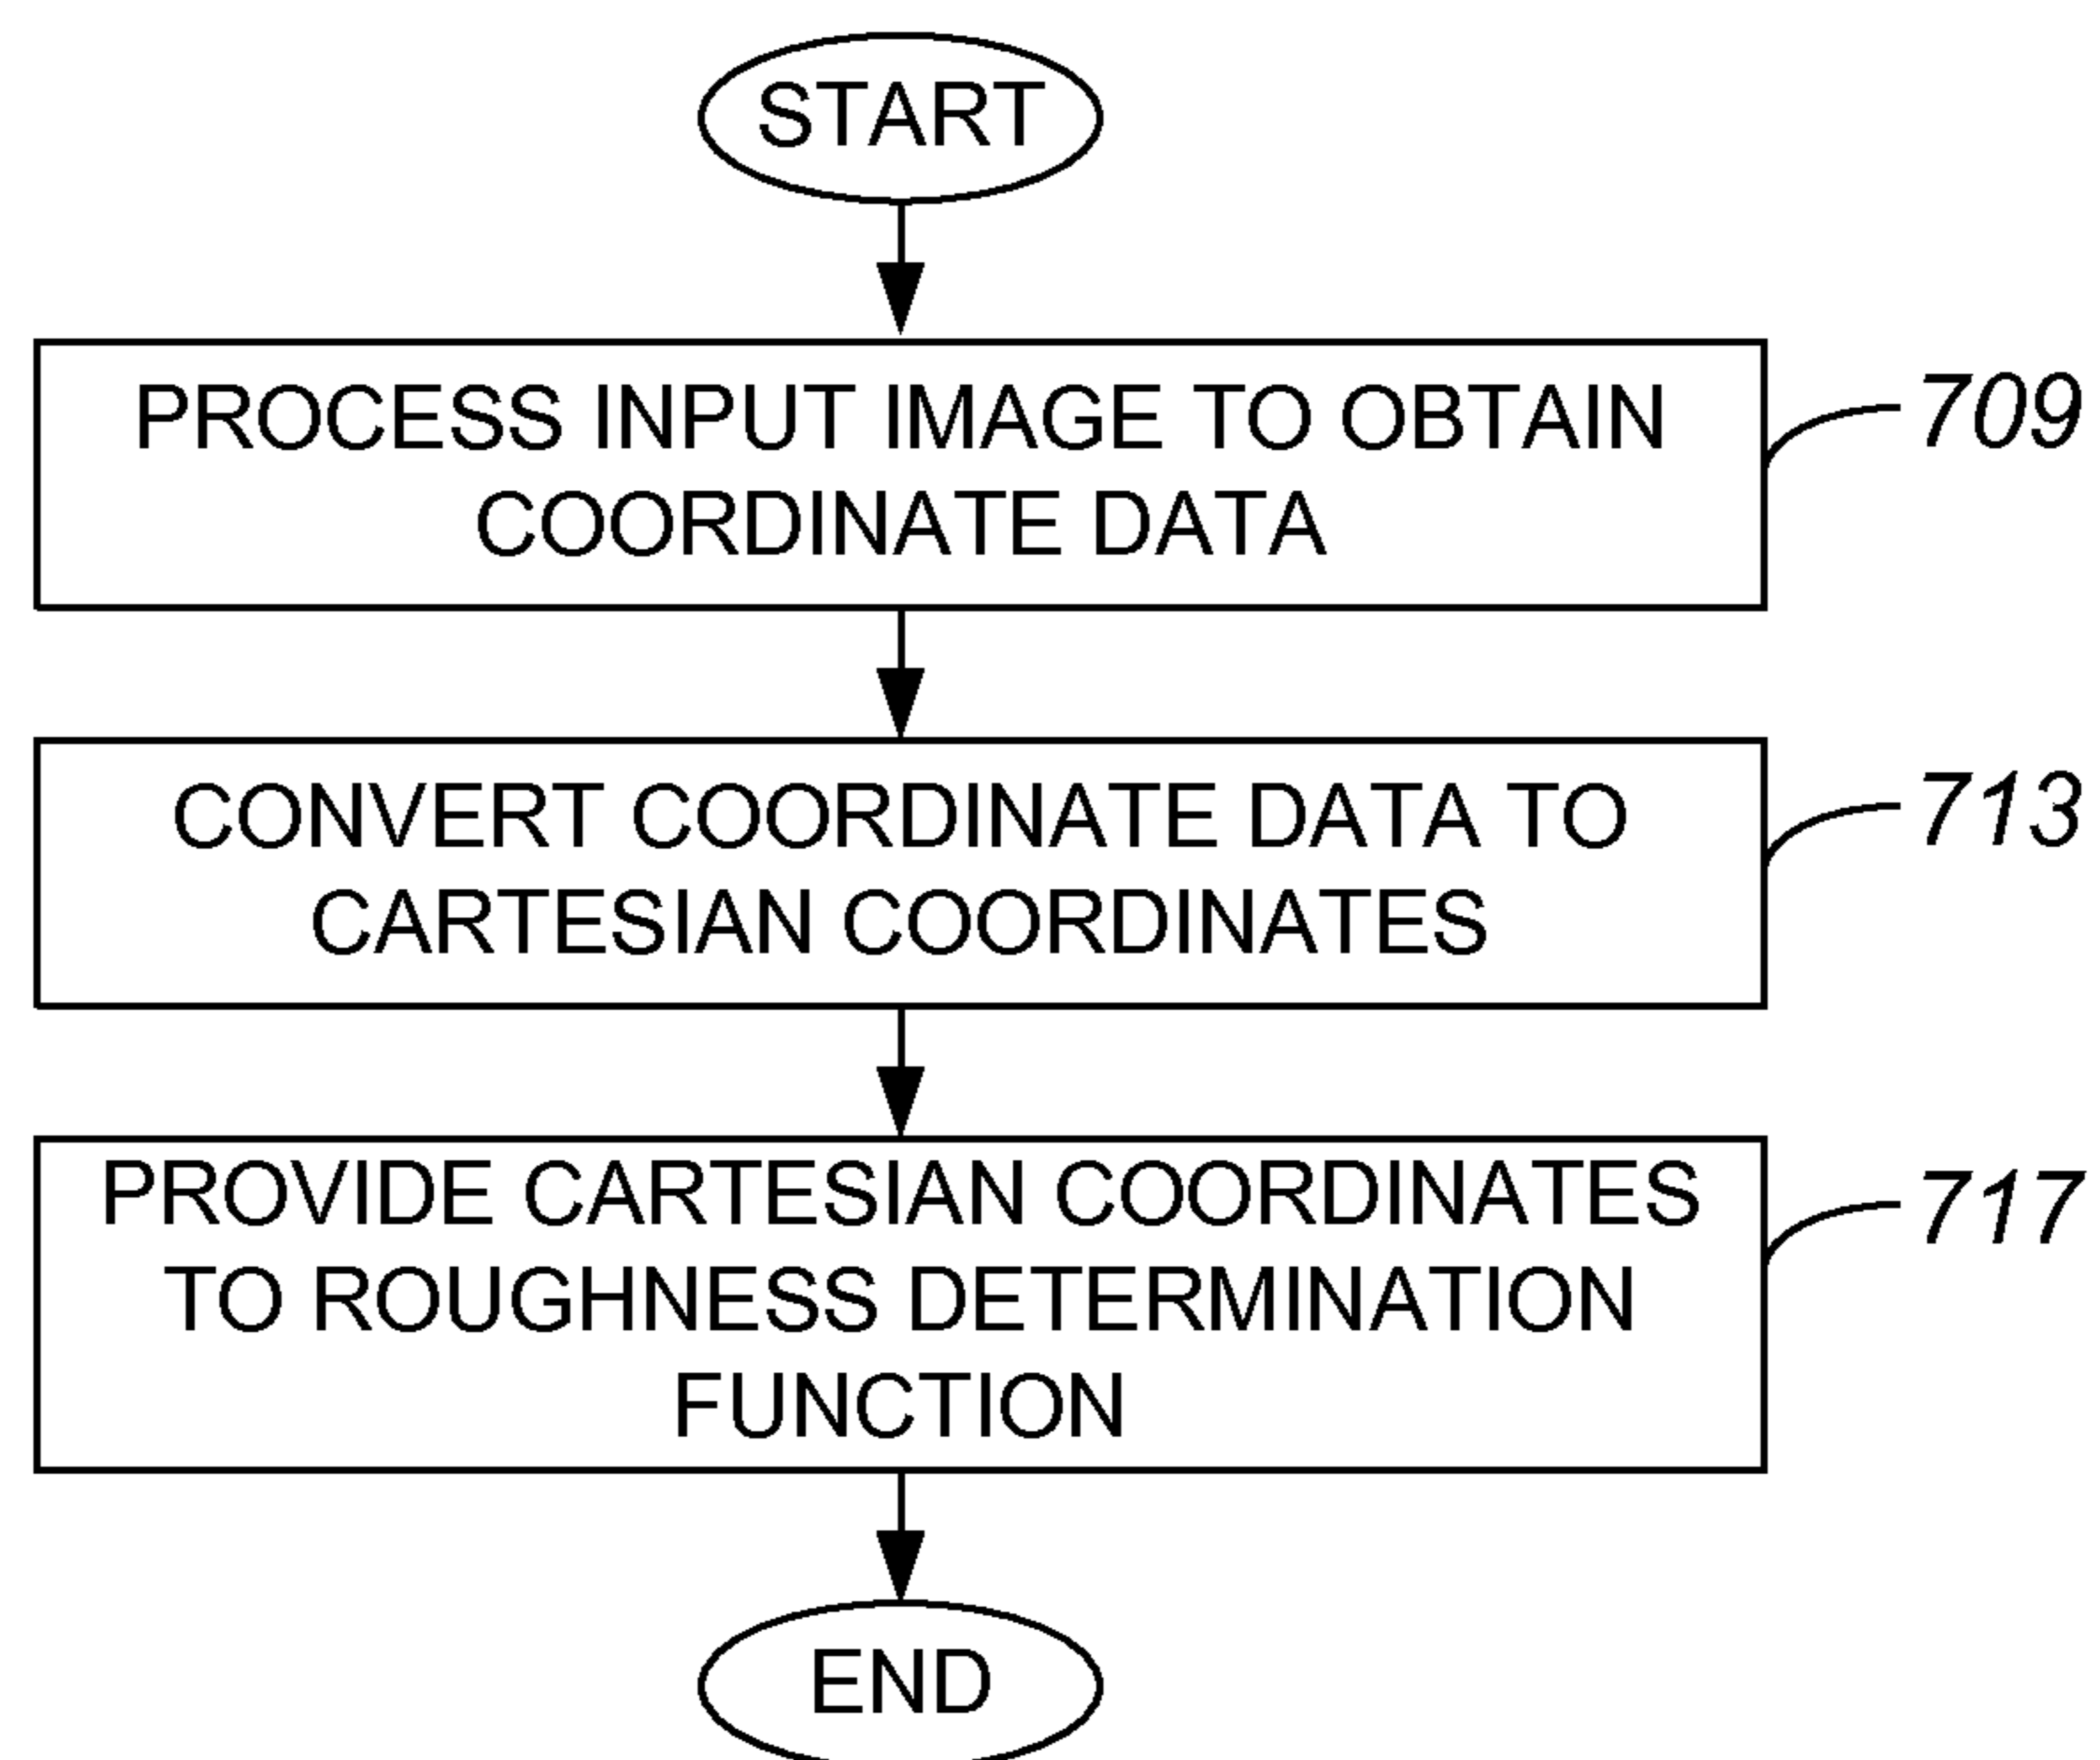 START
PROCESS INPUT IMAGE TO OBTAIN
COORDINATE DATA
709
CONVERT COORDINATE DATA TO
CARTESIAN COORDINATES
713
PROVIDE CARTESIAN COORDINATES
TO ROUGHNESS DETERMINATION
FUNCTION
717
END